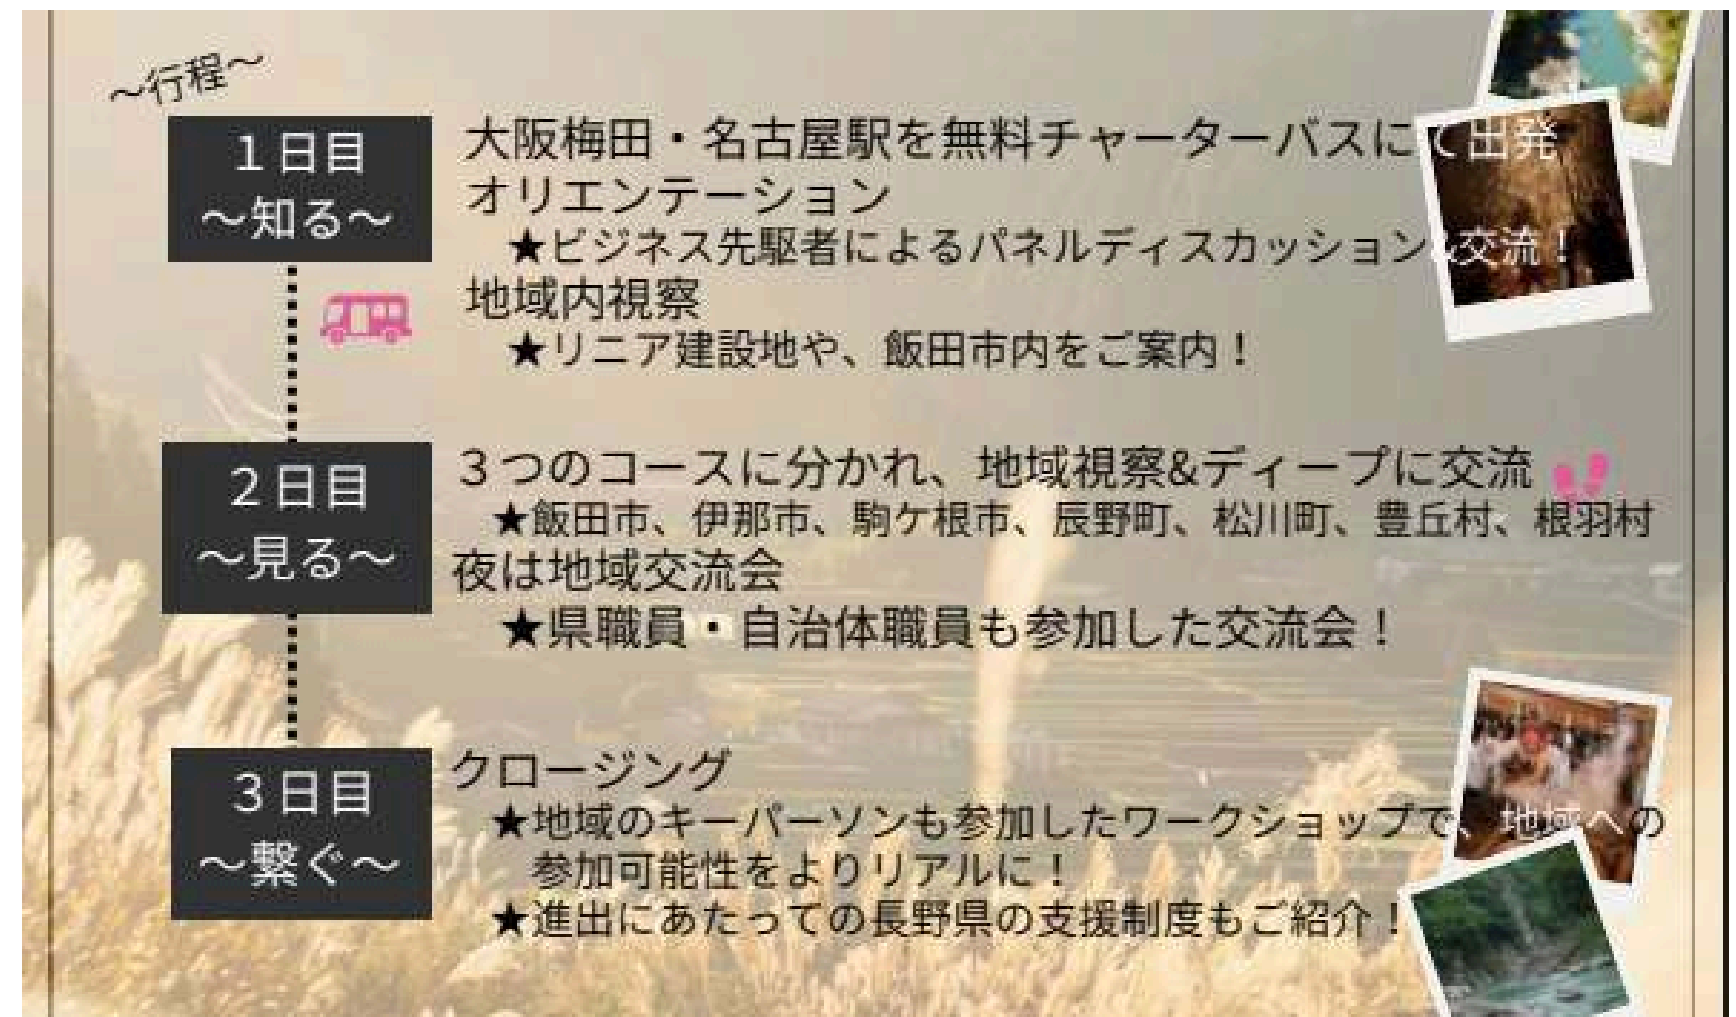 ～行程～
１日目
～知る～
大阪梅田・名古屋駅を無料チャーターバスにて出発
オリエンテーション
★ビジネス先駆者によるパネルディスカッション&交流！
地域内視察
★リニア建設地や、飯田市内をご案内！
２日目
～見る～
３つのコースに分かれ、地域視察&ディープに交流
★飯田市、伊那市、駒ケ根市、辰野町、松川町、豊丘村、根羽村
夜は地域交流会
★県職員・自治体職員も参加した交流会！
３日目
～繋ぐ～
クロージング
★地域のキーパーソンも参加したワークショップで、地域への
参加可能性をよりリアルに！
★進出にあたっての長野県の支援制度もご紹介！